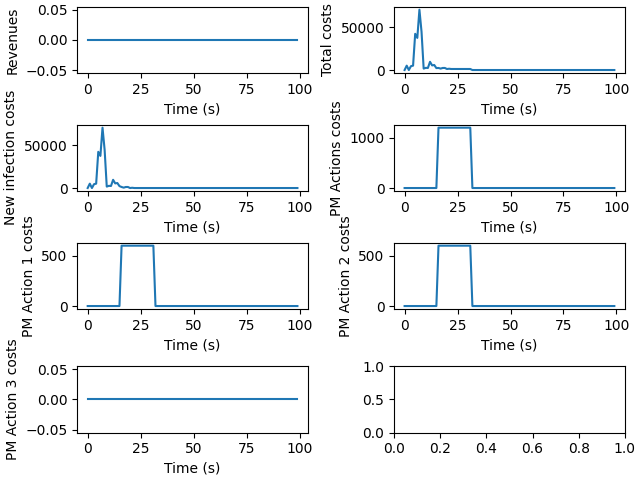 Revenues
0.05
0.00
−0.05
0 25 50 75 100
Time (s)
Total costs
50000
0
0 25 50 75 100
Time (s)
New infection costs
50000
0
0 25 50 75 100
Time (s)
PM Actions costs
1000
0
0 25 50 75 100
Time (s)
PM Action 1 costs
500
0
0 25 50 75 100
Time (s)
PM Action 2 costs
500
0
0 25 50 75 100
Time (s)
PM Action 3 costs
0.05
0.00
−0.05
0 25 50 75 100
Time (s)
1.0
0.5
0.0
0.0 0.2 0.4 0.6 0.8 1.0